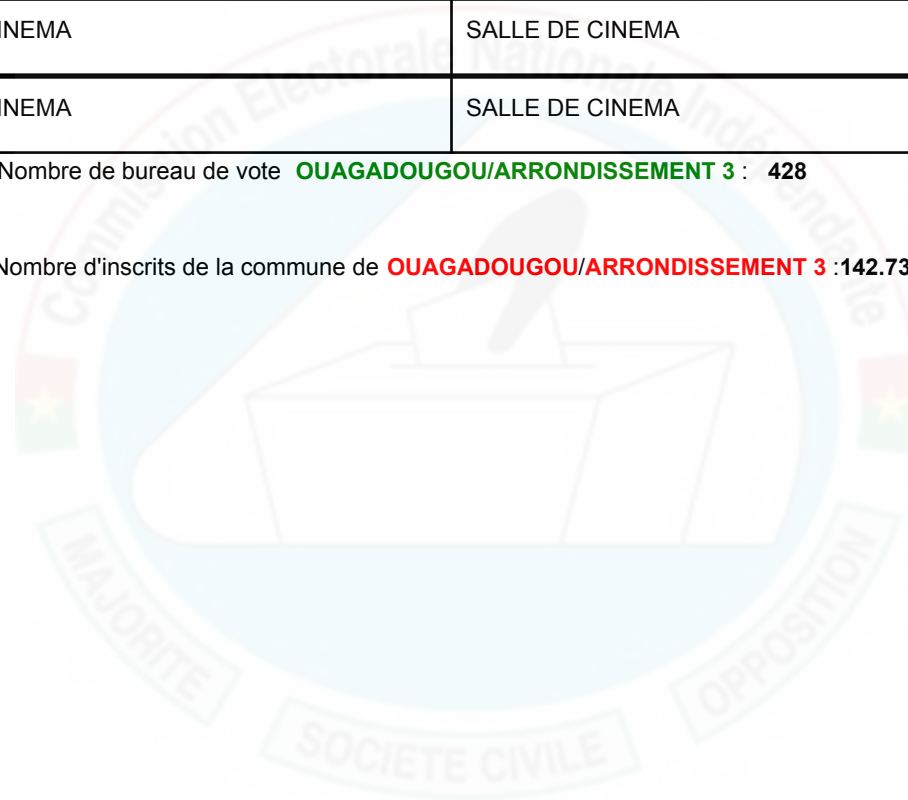 INEMA SALLE DE CINEMA
INEMA SALLE DE CINEMA
Nombre de bureau de vote OUAGADOUGOU/ARRONDISSEMENT 3 : 428
Nombre d'inscrits de la commune de OUAGADOUGOU/ARRONDISSEMENT 3 :142.73
Commission Electorale Nationale Indépendante
MAJORITE
SOCIETE CIVILE
OPPOSITION